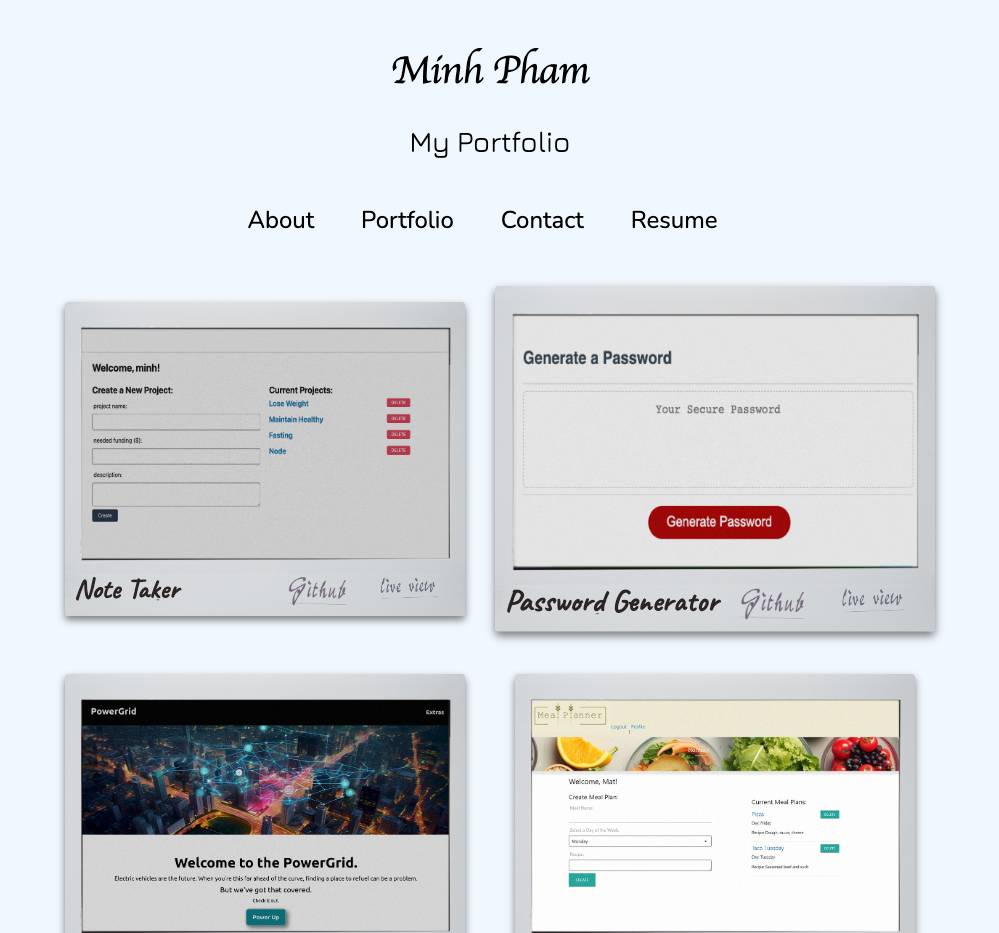 Minh Pham
My Portfolio
About Portfolio Contact Resume
Welcome, minh!
Create a New Project:
project name:
needed funding ($):
description:
Create
Current Projects:
Lose Weight DELETE
Maintain Healthy DELETE
Fasting DELETE
Node DELETE
Note Taker Github live view
Generate a Password
Your Secure Password
Generate Password
Password Generator Github live view
PowerGrid Extras
Welcome to the PowerGrid.
Electric vehicles are the future. When you're this far ahead of the curve, finding a place to refuel can be a problem.
But we've got that covered.
Check it out.
Power Up
Meal Planner
Logout Profile
Welcome, Mat!
Create Meal Plan:
Meal Name:
Select a Day of the Week:
Monday
Recipe:
CREATE
Current Meal Plans:
Pizza DELETE
Day: Friday
Recipe: Dough, sauce, cheese
Taco Tuesday DELETE
Day: Tuesday
Recipe: Seasoned beef and such